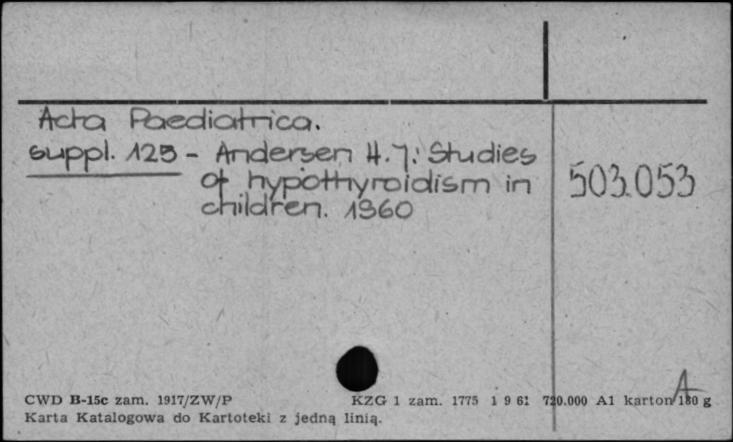 Acta Paediatrica.
suppl. 125 - Andersen H. J.: Studies
of hypothyroidism in
children. 1960
503.053
A
CWD B-15c zam. 1917/ZW/P KZG 1 zam. 1775 1 9 61 720.000 A1 karton 180 g
Karta Katalogowa do Kartoteki z jedną linią.